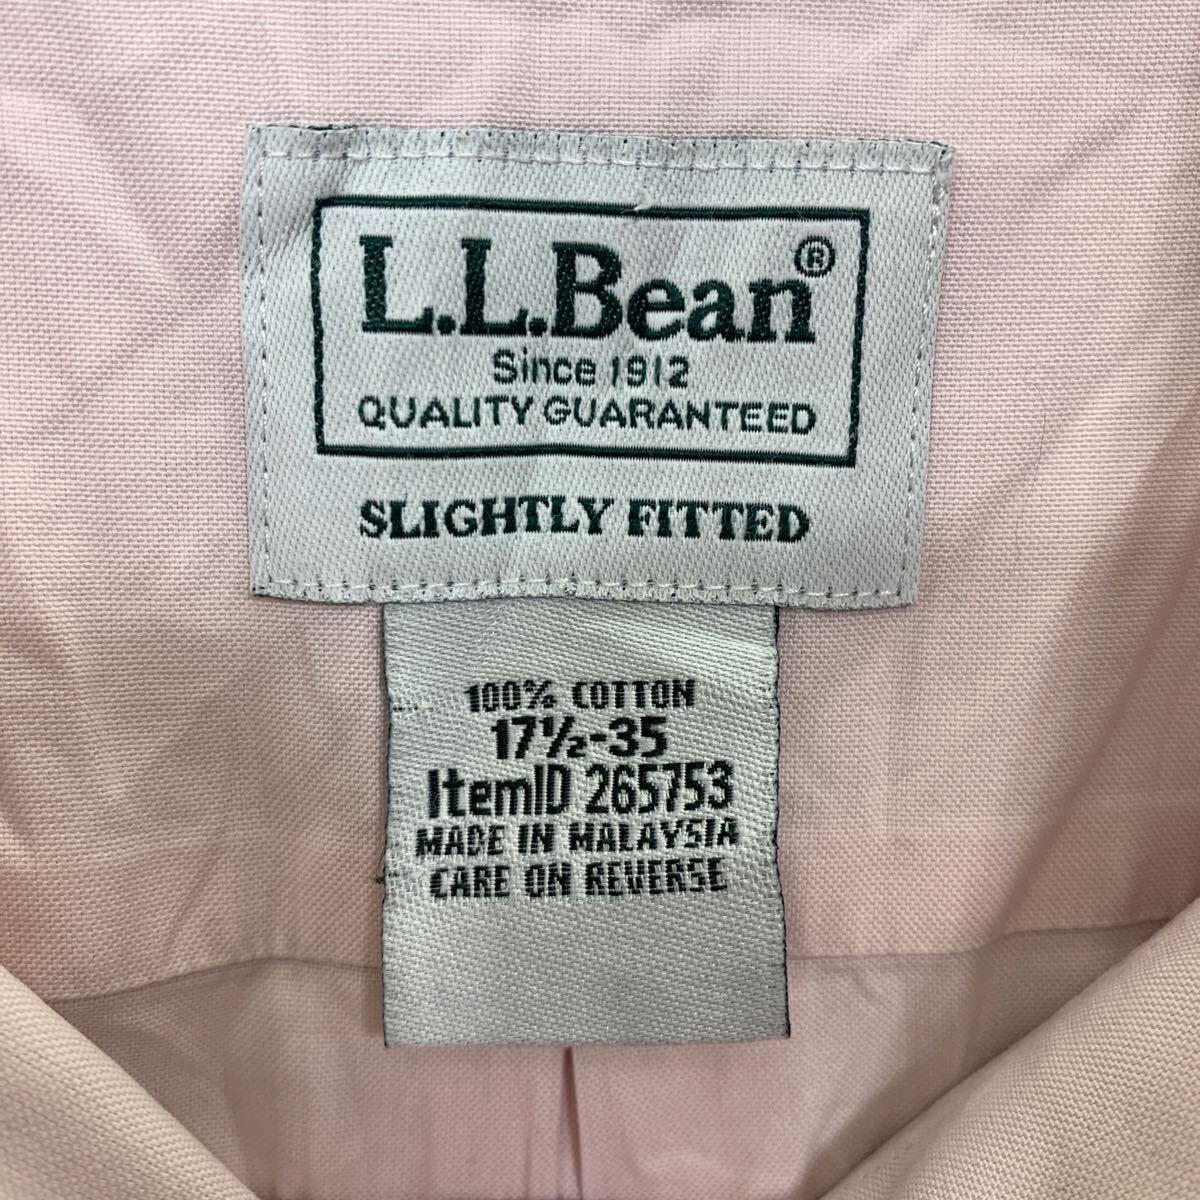 L.L.Bean®
Since 1912
QUALITY GUARANTEED
SLIGHTLY FITTED
100% COTTON
17½-35
ItemID 265753
MADE IN MALAYSIA
CARE ON REVERSE